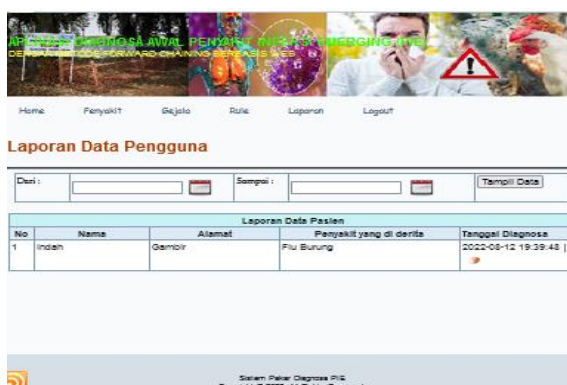 APLIKASI DIAGNOSA AWAL PENYAKIT INFEKSI EMERGING (PIE)
DENGAN METODE FORWARD CHAINING BERBASIS WEB
Home Penyakit Gejala Rule Laporan Logout
Laporan Data Pengguna
Dari : Sampai : Tampil Data
Laporan Data Pasien
No Nama Alamat Penyakit yang di derita Tanggal Diagnosa
1 Indah Gambir Flu Burung 2022-08-12 19:39:48 |
Sistem Pakar Diagnosa PIE